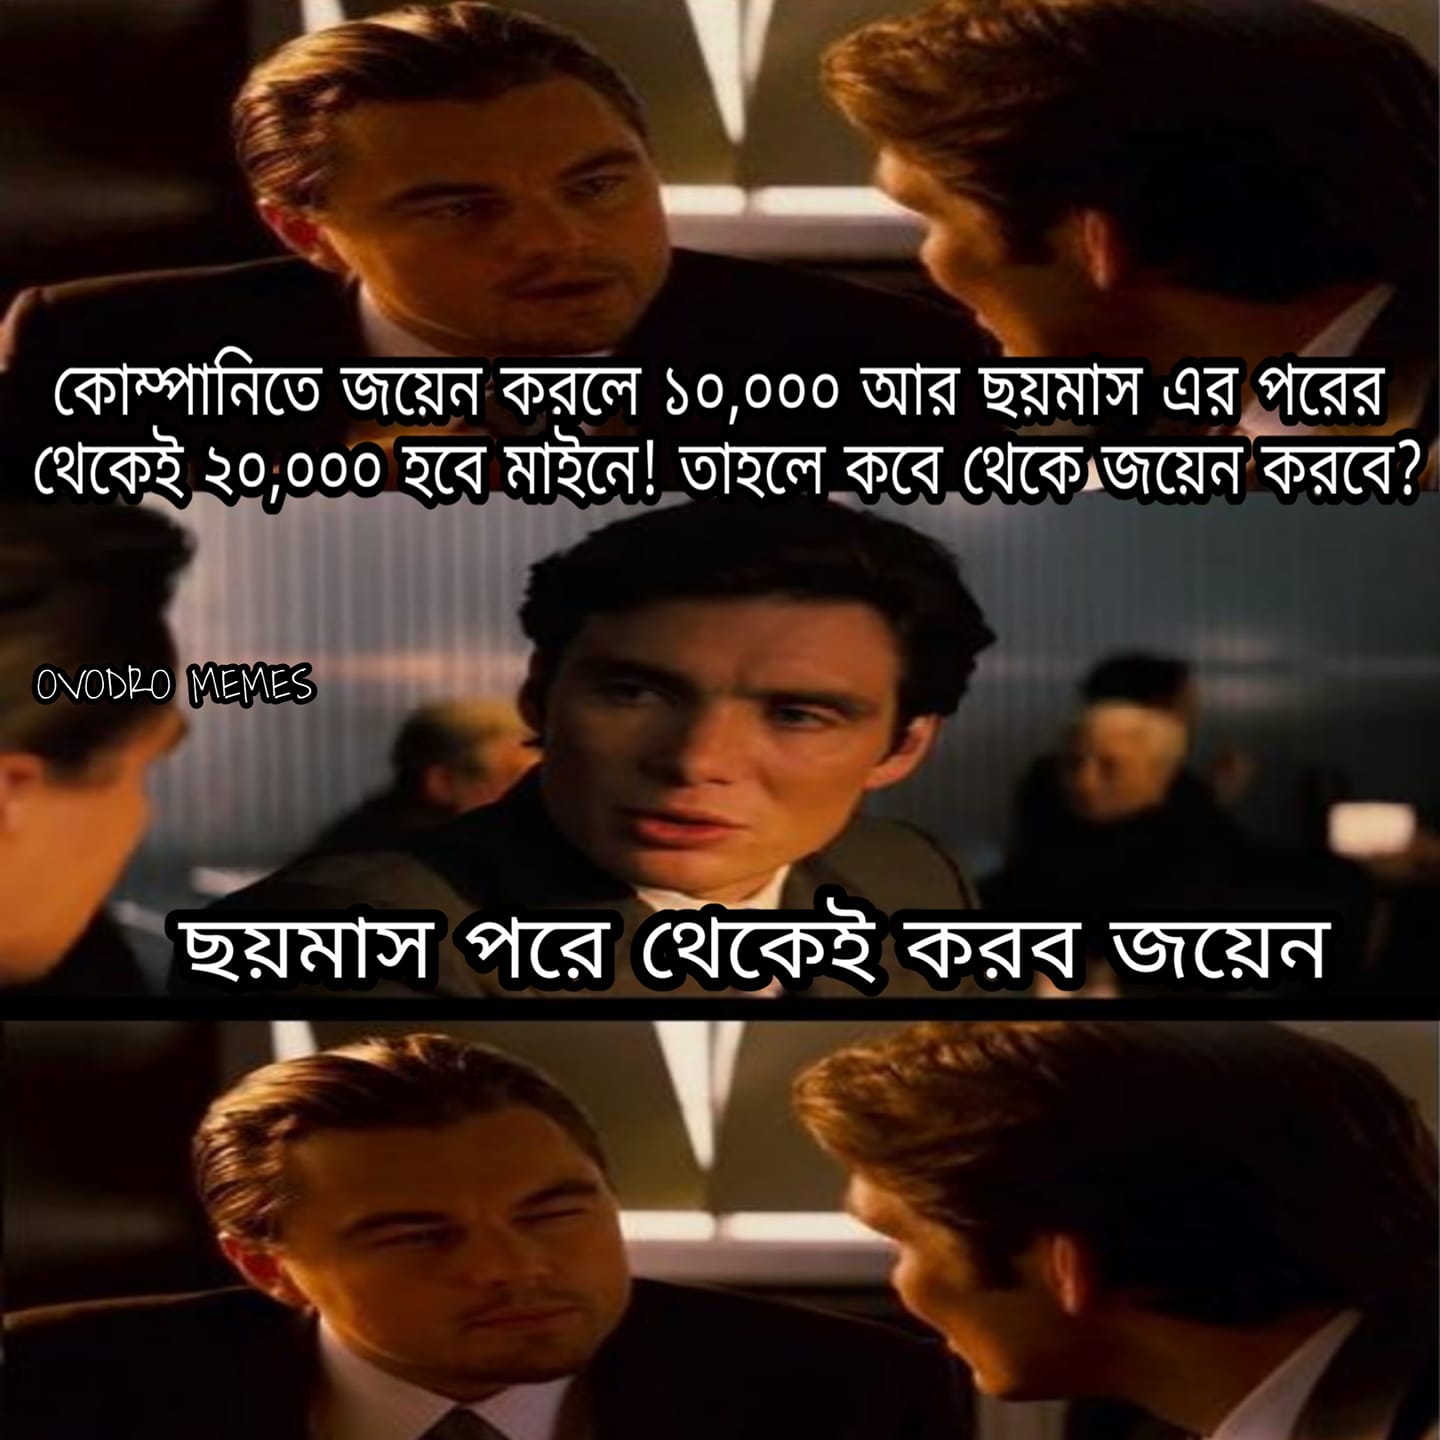 কোম্পানিতে জয়েন করলে ১০,০০০ আর ছয়মাস এর পরের
থেকেই ২০,০০০ হবে মাইনে! তাহলে কবে থেকে জয়েন করবে?
OVODRO MEMES
ছয়মাস পরে থেকেই করব জয়েন